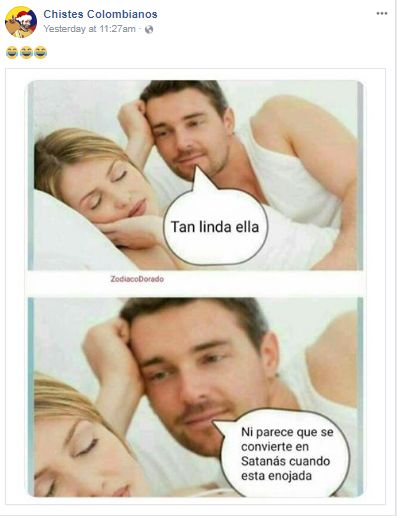 Chistes Colombianos
Yesterday at 11:27am ·
Tan linda ella
ZodiacoDorado
Ni parece que se
convierte en
Satanás cuando
esta enojada